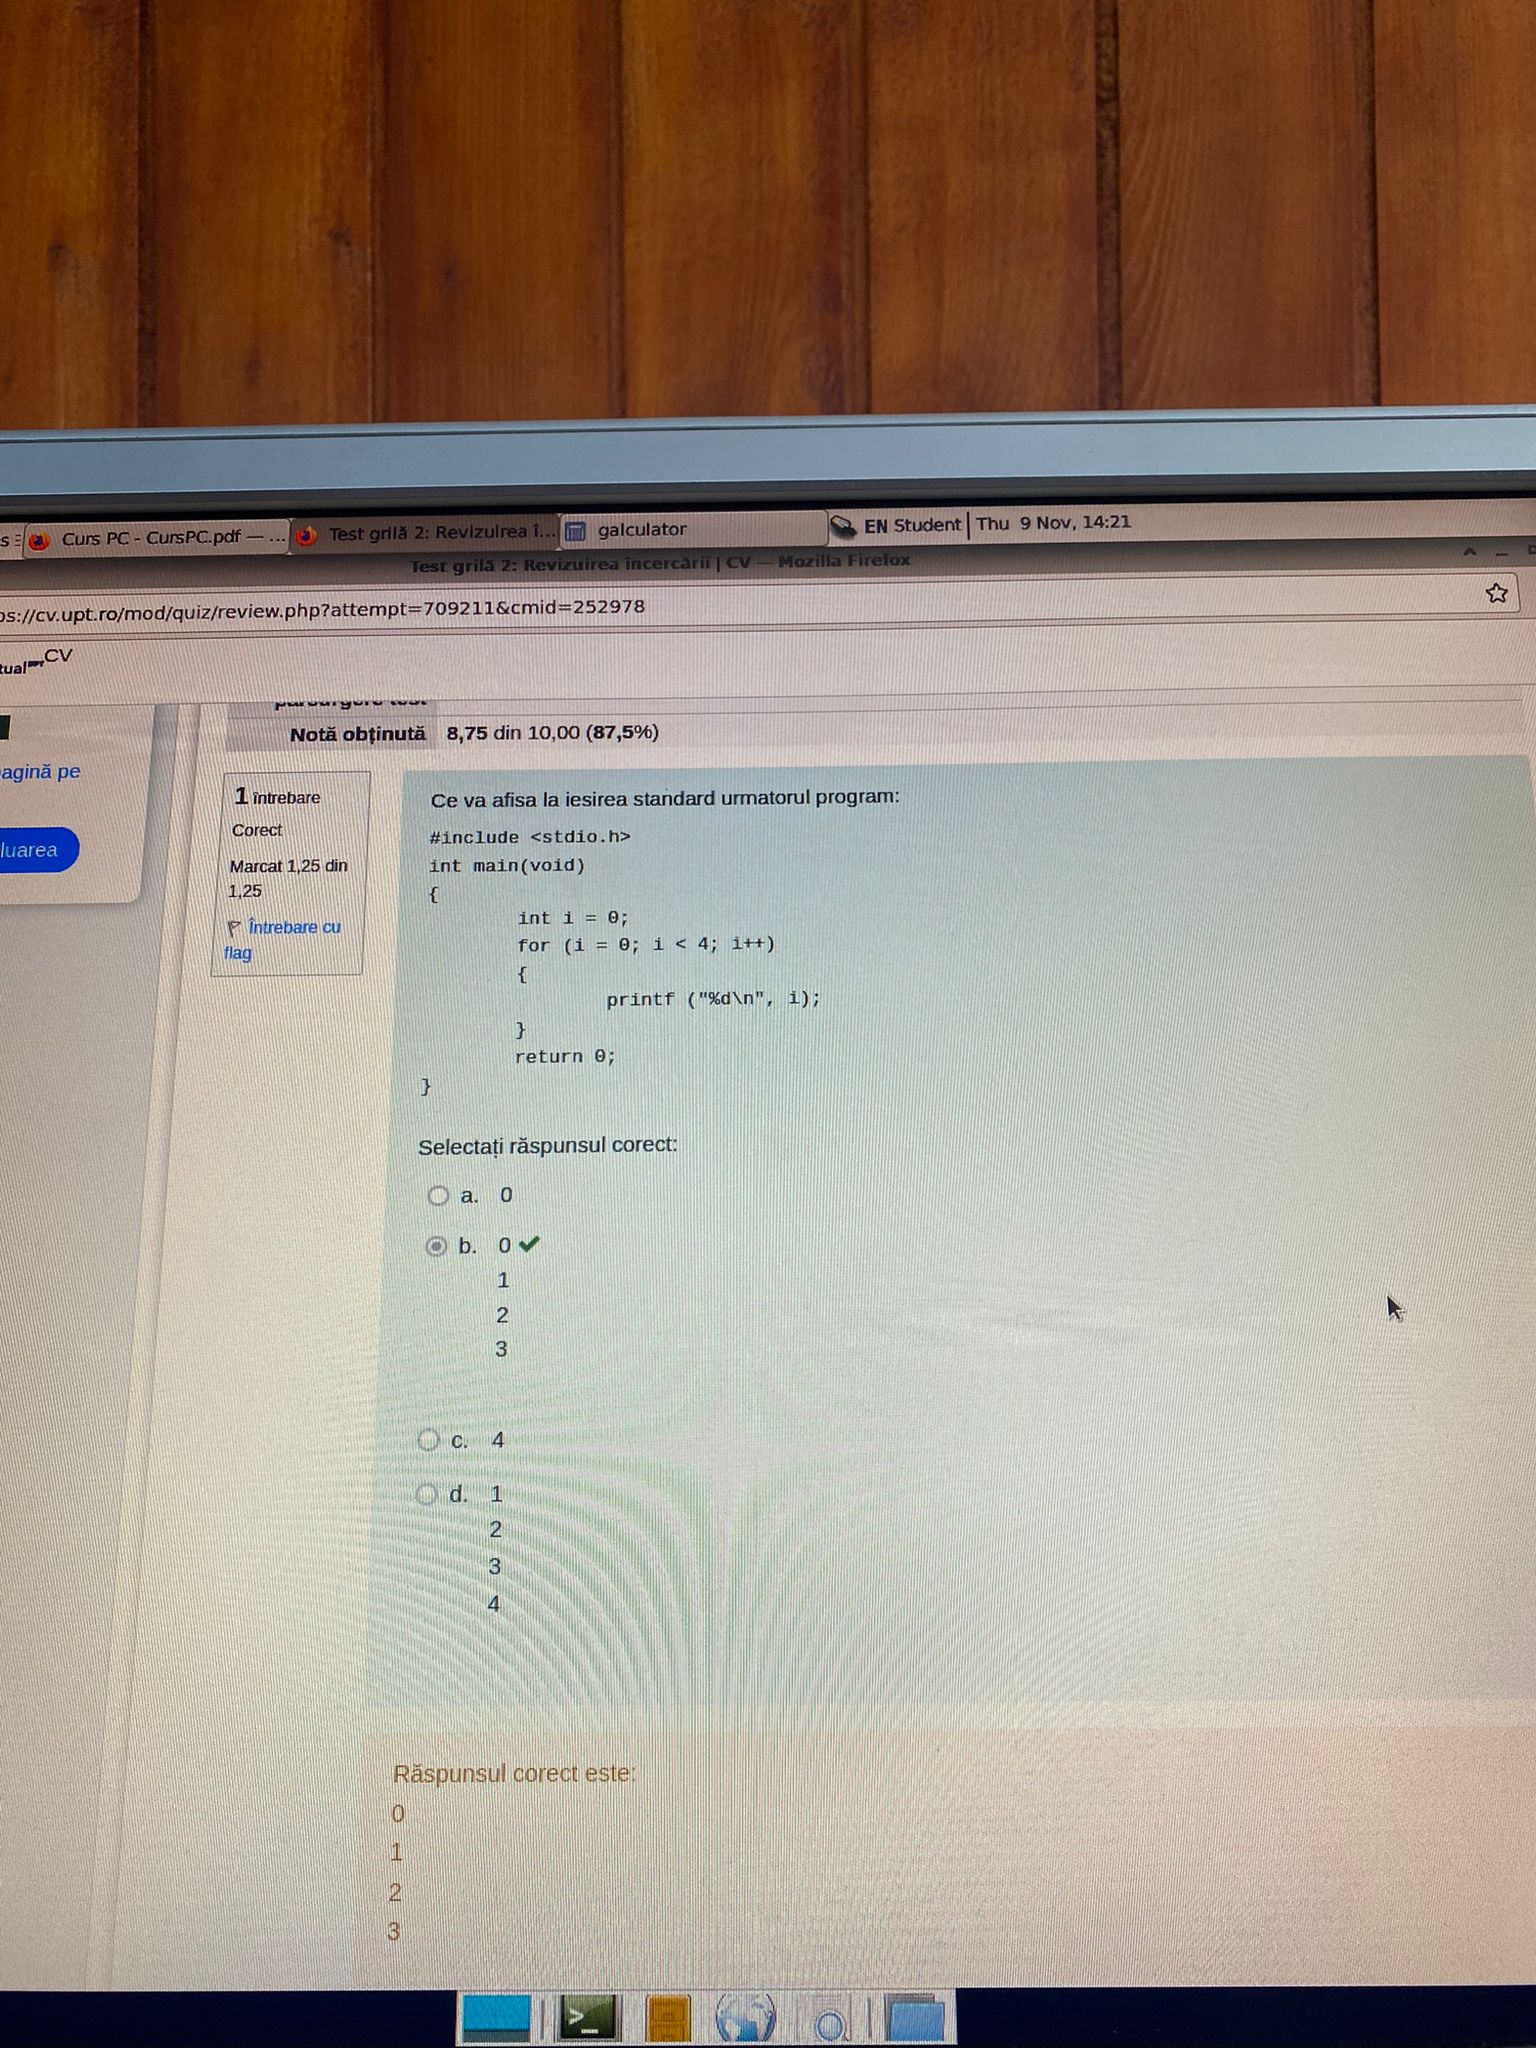 Curs PC - CursPC.pdf — ...
Test grilă 2: Revizuirea î...
galculator
EN Student
Thu 9 Nov, 14:21
Test grilă 2: Revizuirea încercării | CV — Mozilla Firefox
ps://cv.upt.ro/mod/quiz/review.php?attempt=709211&cmid=252978
CV
Notă obținută 8,75 din 10,00 (87,5%)
agină pe
luarea
1 întrebare
Corect
Marcat 1,25 din
1,25
Întrebare cu
flag
Ce va afisa la iesirea standard urmatorul program:
#include <stdio.h>
int main(void)
{
int i = 0;
for (i = 0; i < 4; i++)
{
printf ("%d\n", i);
}
return 0;
}
Selectați răspunsul corect:
a. 0
b. 0
1
2
3
c. 4
d. 1
2
3
4
Răspunsul corect este:
0
1
2
3